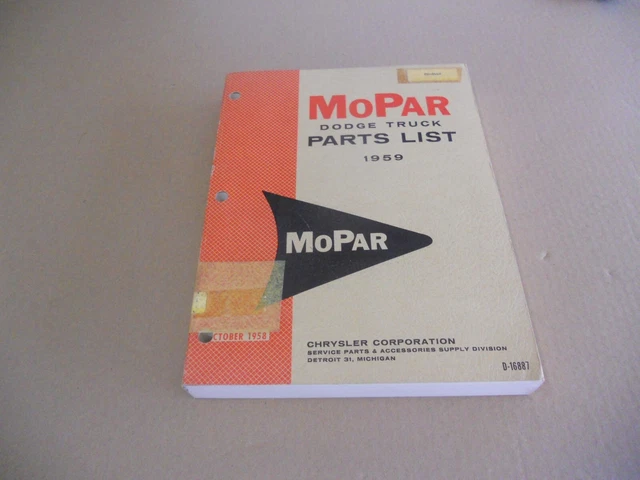 MOPAR
DODGE TRUCK
PARTS LIST
1959
MOPAR
CTOBER 1958
CHRYSLER CORPORATION
SERVICE PARTS & ACCESSORIES SUPPLY DIVISION
DETROIT 31, MICHIGAN
D-16887